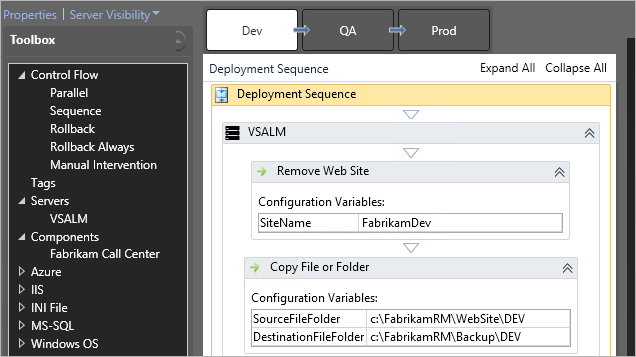 Properties | Server Visibility
Toolbox
Control Flow
Parallel
Sequence
Rollback
Rollback Always
Manual Intervention
Tags
Servers
VSALM
Components
Fabrikam Call Center
Azure
IIS
INI File
MS-SQL
Windows OS
Dev
QA
Prod
Deployment Sequence
Expand All
Collapse All
Deployment Sequence
VSALM
Remove Web Site
Configuration Variables:
SiteName FabrikamDev
Copy File or Folder
Configuration Variables:
SourceFileFolder c:\FabrikamRM\WebSite\DEV
DestinationFileFolder c:\FabrikamRM\Backup\DEV